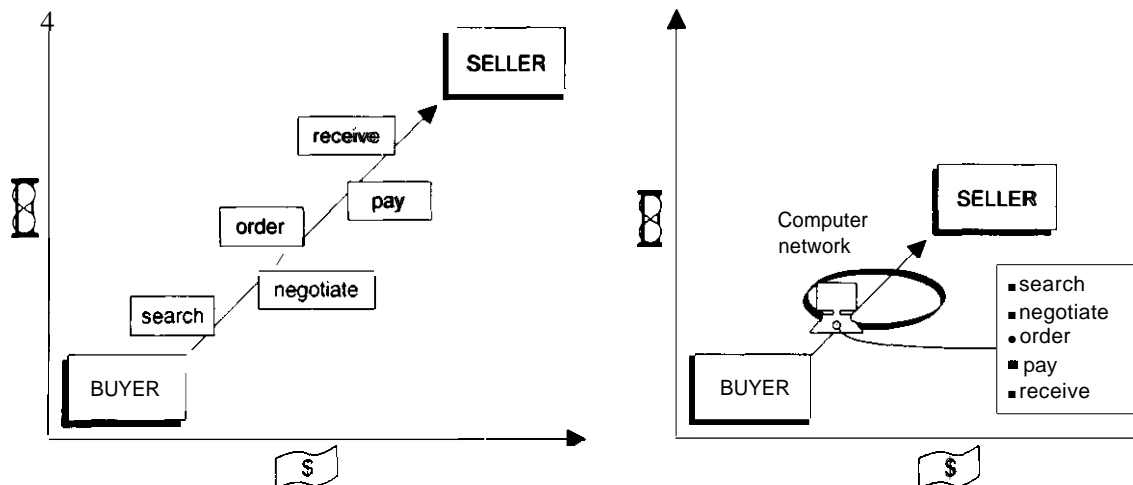 4
SELLER
receive
pay
order
negotiate
search
BUYER
$
SELLER
Computer
network
▪ search
▪ negotiate
• order
▪ pay
▪ receive
BUYER
$